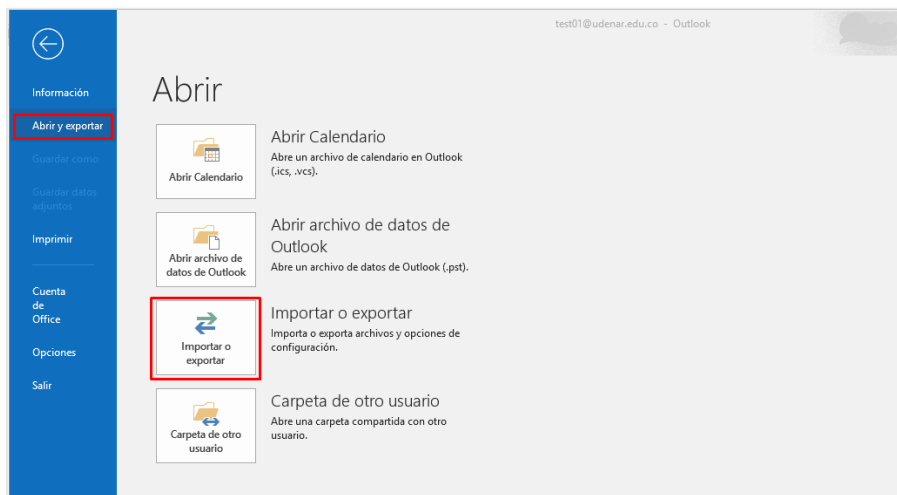 test01@udenar.edu.co - Outlook
Información
Abrir y exportar
Guardar como
Guardar datos
adjuntos
Imprimir
Cuenta
de
Office
Opciones
Salir
Abrir
Abrir Calendario
Abrir Calendario
Abre un archivo de calendario en Outlook
(.ics, .vcs).
Abrir archivo de
datos de Outlook
Abrir archivo de datos de
Outlook
Abre un archivo de datos de Outlook (.pst).
Importar o
exportar
Importar o exportar
Importa o exporta archivos y opciones de
configuración.
Carpeta de otro
usuario
Carpeta de otro usuario
Abre una carpeta compartida con otro
usuario.